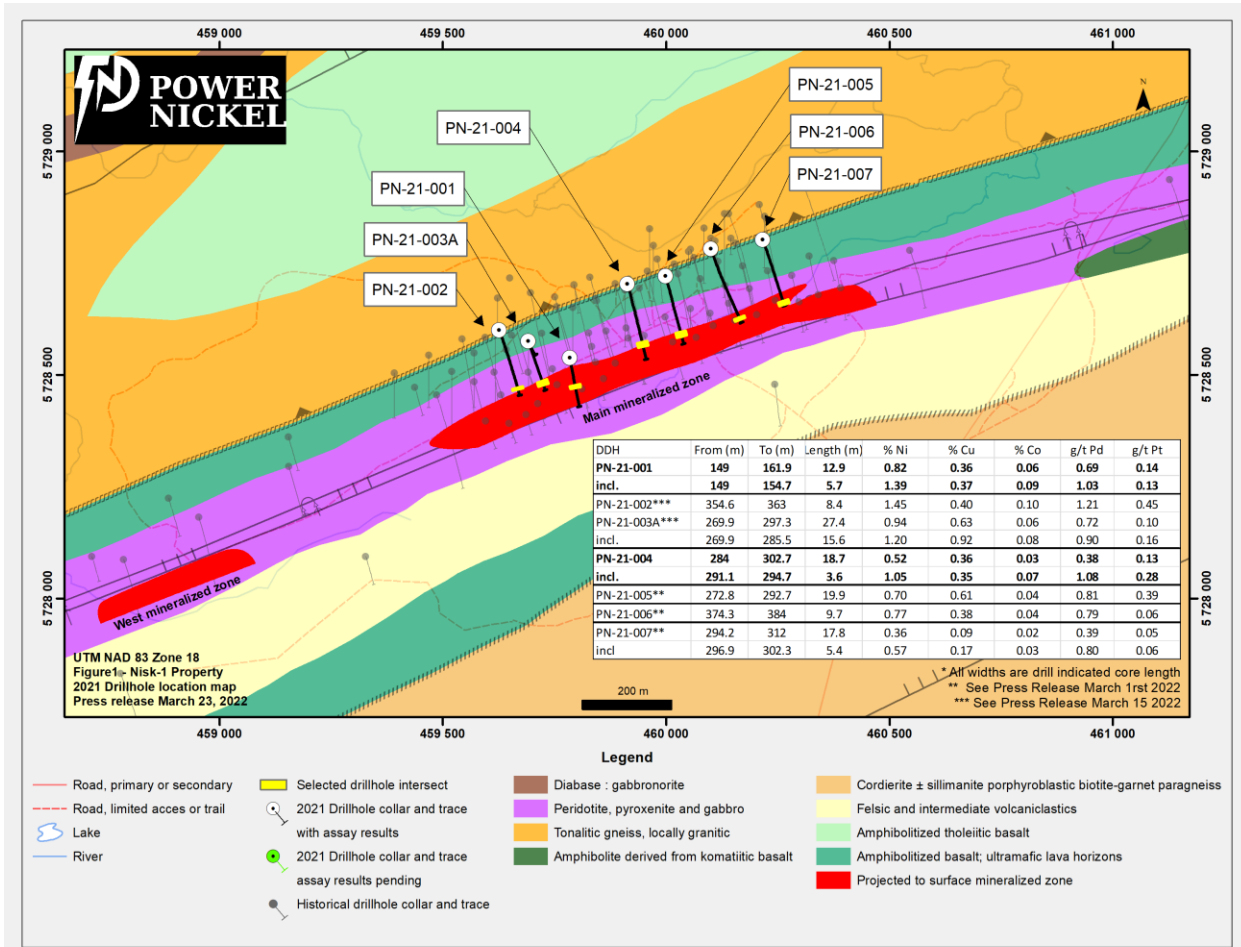 459 000 459 500 460 000 460 500 461 000
POWER
NICKEL
N
PN-21-005
PN-21-006
PN-21-004
PN-21-007
PN-21-001
PN-21-003A
PN-21-002
5 729 000
5 729 000
5 728 500
5 728 500
5 728 000
5 728 000
Main mineralized zone
West mineralized zone
DDH From (m) To (m) Length (m) % Ni % Cu % Co g/t Pd g/t Pt
PN-21-001 149 161.9 12.9 0.82 0.36 0.06 0.69 0.14
incl. 149 154.7 5.7 1.39 0.37 0.09 1.03 0.13
PN-21-002*** 354.6 363 8.4 1.45 0.40 0.10 1.21 0.45
PN-21-003A*** 269.9 297.3 27.4 0.94 0.63 0.06 0.72 0.10
incl. 269.9 285.5 15.6 1.20 0.92 0.08 0.90 0.16
PN-21-004 284 302.7 18.7 0.52 0.36 0.03 0.38 0.13
incl. 291.1 294.7 3.6 1.05 0.35 0.07 1.08 0.28
PN-21-005** 272.8 292.7 19.9 0.70 0.61 0.04 0.81 0.39
PN-21-006** 374.3 384 9.7 0.77 0.38 0.04 0.79 0.06
PN-21-007** 294.2 312 17.8 0.36 0.09 0.02 0.39 0.05
incl 296.9 302.3 5.4 0.57 0.17 0.03 0.80 0.06
* All widths are drill indicated core length
** See Press Release March 1rst 2022
*** See Press Release March 15 2022
UTM NAD 83 Zone 18
Figure1 - Nisk-1 Property
2021 Drillhole location map
Press release March 23, 2022
200 m
Legend
Road, primary or secondary
Road, limited acces or trail
Lake
River
Selected drillhole intersect
2021 Drillhole collar and trace
with assay results
2021 Drillhole collar and trace
assay results pending
Historical drillhole collar and trace
Diabase : gabbronorite
Peridotite, pyroxenite and gabbro
Tonalitic gneiss, locally granitic
Amphibolite derived from komatiitic basalt
Cordierite ± sillimanite porphyroblastic biotite-garnet paragneiss
Felsic and intermediate volcaniclastics
Amphibolitized tholeiitic basalt
Amphibolitized basalt; ultramafic lava horizons
Projected to surface mineralized zone